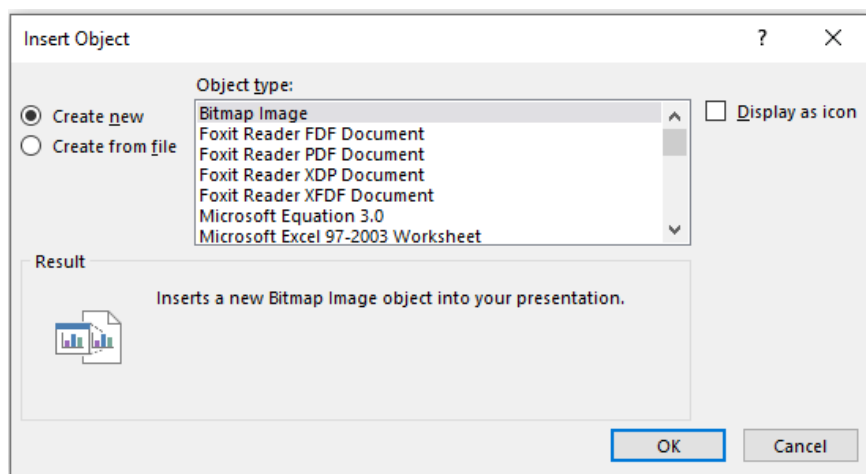 Insert Object
?
Object type:
Create new
Create from file
Bitmap Image
Foxit Reader FDF Document
Foxit Reader PDF Document
Foxit Reader XDP Document
Foxit Reader XFDF Document
Microsoft Equation 3.0
Microsoft Excel 97-2003 Worksheet
Display as icon
Result
Inserts a new Bitmap Image object into your presentation.
OK
Cancel